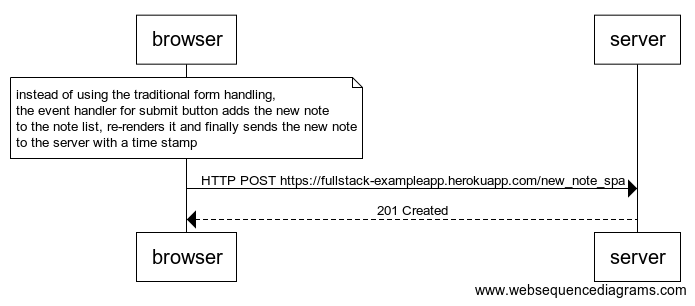 browser
server
instead of using the traditional form handling,
the event handler for submit button adds the new note
to the note list, re-renders it and finally sends the new note
to the server with a time stamp
HTTP POST https://fullstack-exampleapp.herokuapp.com/new_note_spa
201 Created
browser
server
www.websequencediagrams.com